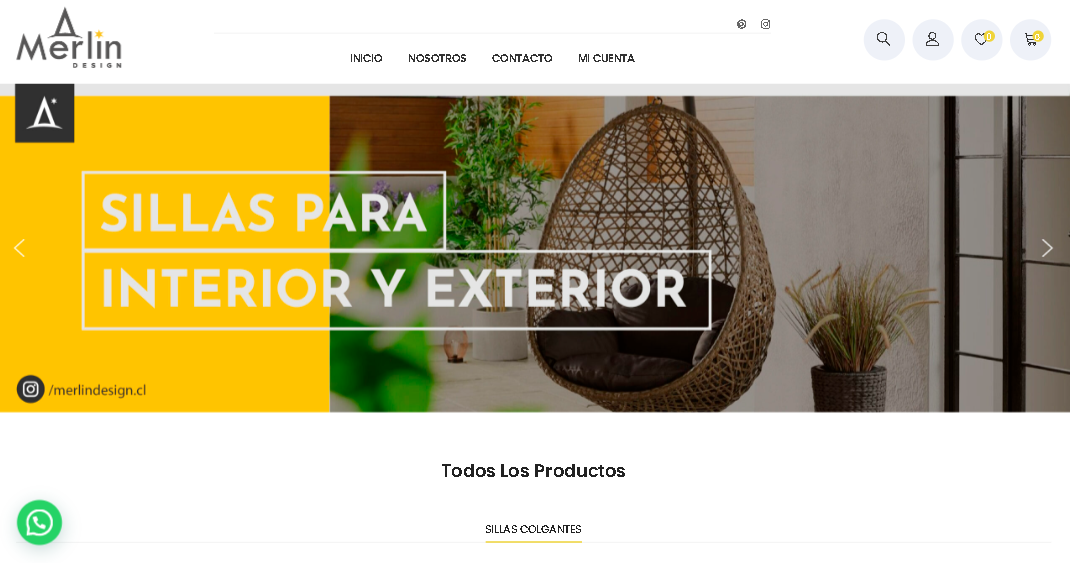 Merlin
DESIGN
INICIO NOSOTROS CONTACTO MI CUENTA
0
SILLAS PARA
INTERIOR Y EXTERIOR
/merlindesign.cl
Todos Los Productos
SILLAS COLGANTES